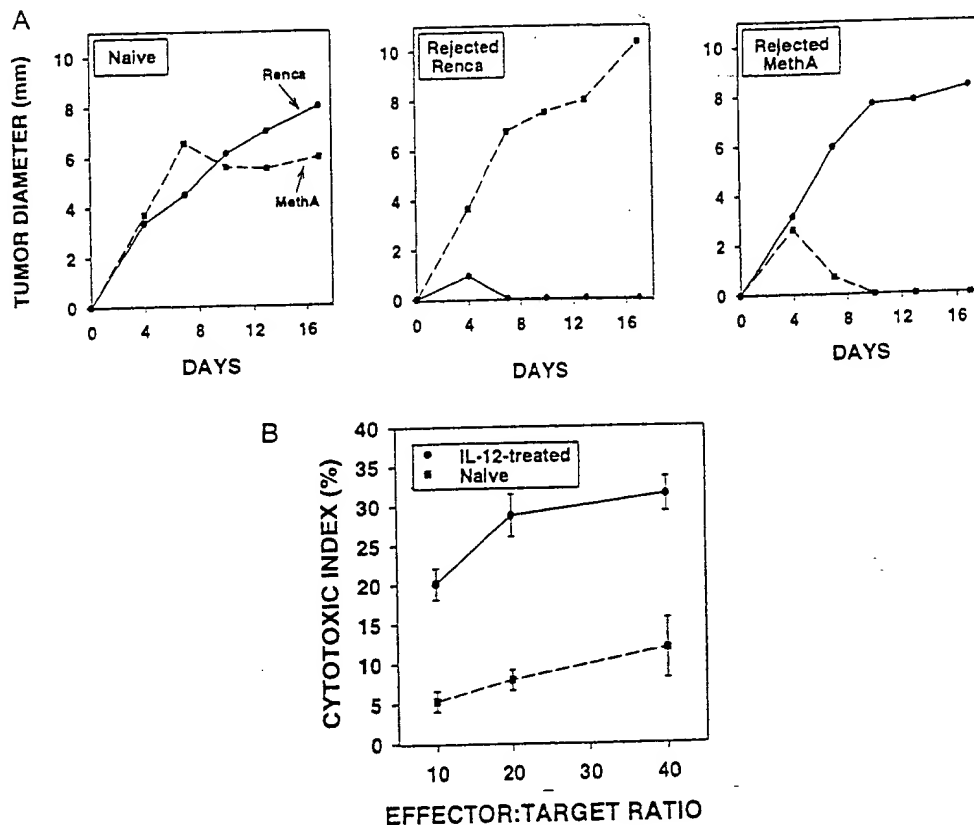 A
TUMOR DIAMETER (mm)
10
8
6
4
2
0
Naive
Renca
MethA
0 4 8 12 16
DAYS
10
8
6
4
2
0
Rejected
Renca
0 4 8 12 16
DAYS
10
8
6
4
2
0
Rejected
MethA
0 4 8 12 16
DAYS
B
CYTOTOXIC INDEX (%)
40
35
30
25
20
15
10
5
0
IL-12-treated
Naïve
10 20 30 40
EFFECTOR:TARGET RATIO